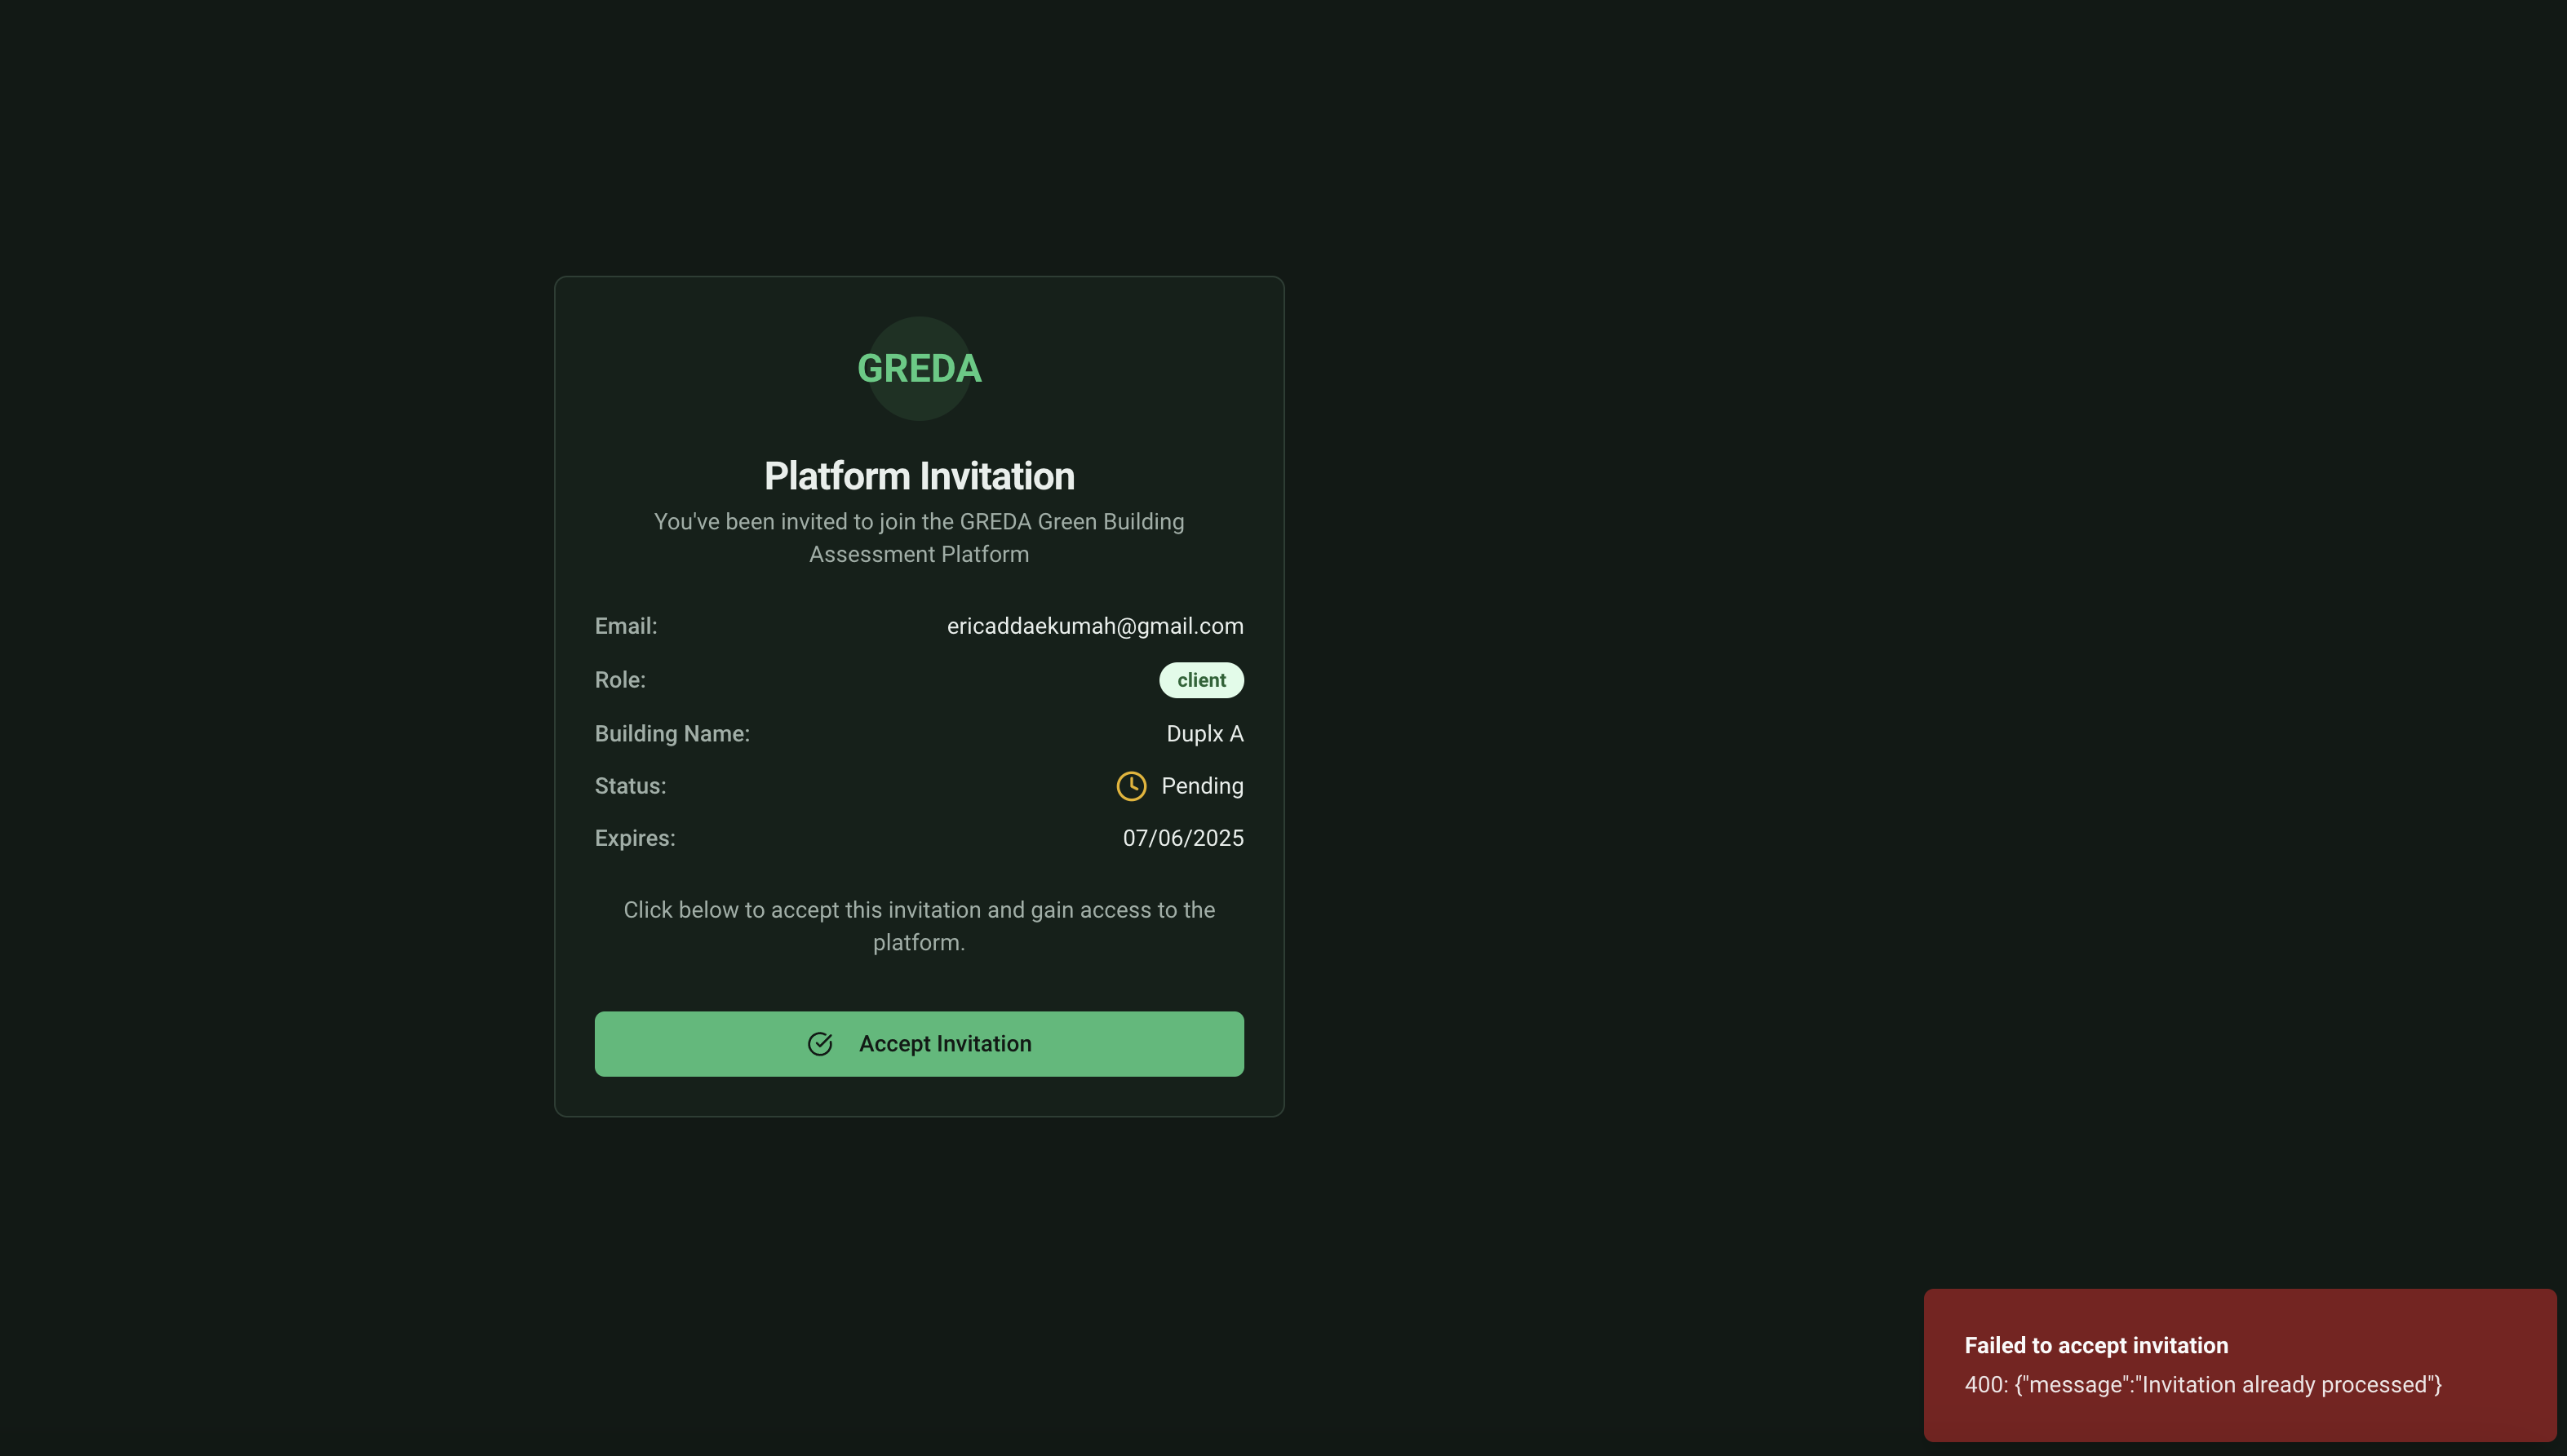 GREDA
Platform Invitation
You've been invited to join the GREDA Green Building
Assessment Platform
Email: ericaddaekumah@gmail.com
Role: client
Building Name: Duplx A
Status: Pending
Expires: 07/06/2025
Click below to accept this invitation and gain access to the
platform.
Accept Invitation
Failed to accept invitation
400: {"message":"Invitation already processed"}